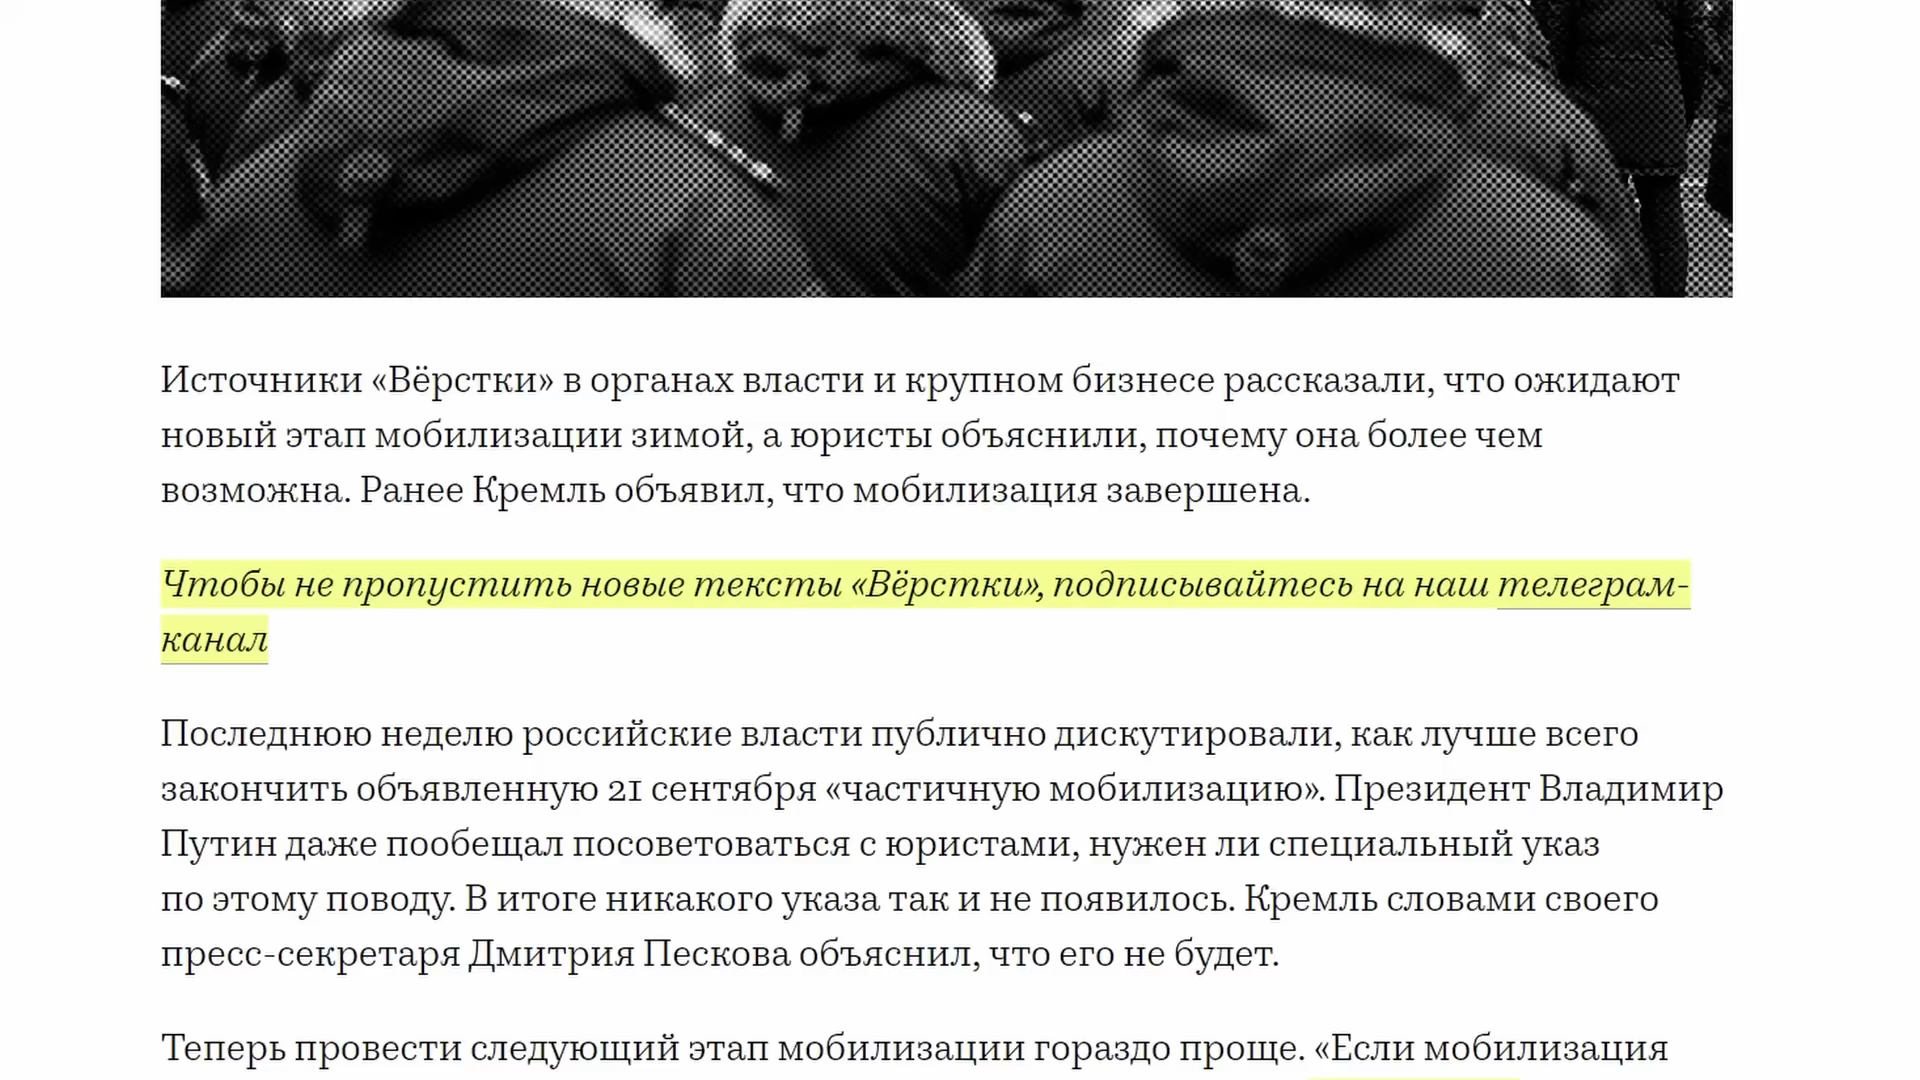 Источники «Вёрстки» в органах власти и крупном бизнесе рассказали, что ожидают
новый этап мобилизации зимой, а юристы объяснили, почему она более чем
возможна. Ранее Кремль объявил, что мобилизация завершена.
Чтобы не пропустить новые тексты «Вёрстки», подписывайтесь на наш телеграм-
канал
Последнюю неделю российские власти публично дискутировали, как лучше всего
закончить объявленную 21 сентября «частичную мобилизацию». Президент Владимир
Путин даже пообещал посоветоваться с юристами, нужен ли специальный указ
по этому поводу. В итоге никакого указа так и не появилось. Кремль словами своего
пресс-секретаря Дмитрия Пескова объяснил, что его не будет.
Теперь провести следующий этап мобилизации гораздо проще. «Если мобилизация